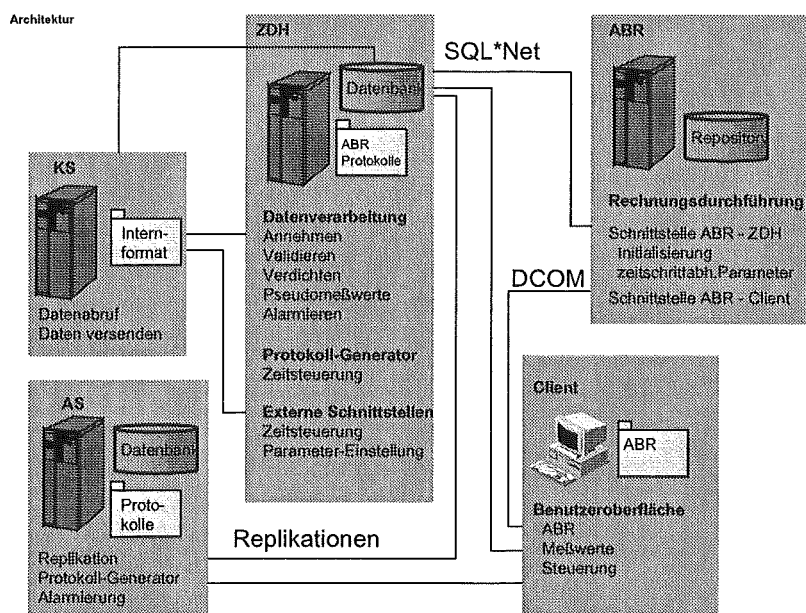 Architektur
ZDH
Datenbank
ABR
Protokolle
Datenverarbeitung
Annehmen
Validieren
Verdichten
Pseudomeßwerte
Alarmieren
Protokoll-Generator
Zeitsteuerung
Externe Schnittstellen
Zeitsteuerung
Parameter-Einstellung
SQL*Net
ABR
Repository
Rechnungsdurchführung
Schnittstelle ABR - ZDH
Initialisierung
zeitschrittabh.Parameter
Schnittstelle ABR - Client
DCOM
KS
Intern-
format
Datenabruf
Daten versenden
AS
Datenbank
Proto-
kolle
Replikation
Protokoll-Generator
Alarmierung
Replikationen
Client
ABR
Benutzeroberfläche
ABR
Meßwerte
Steuerung